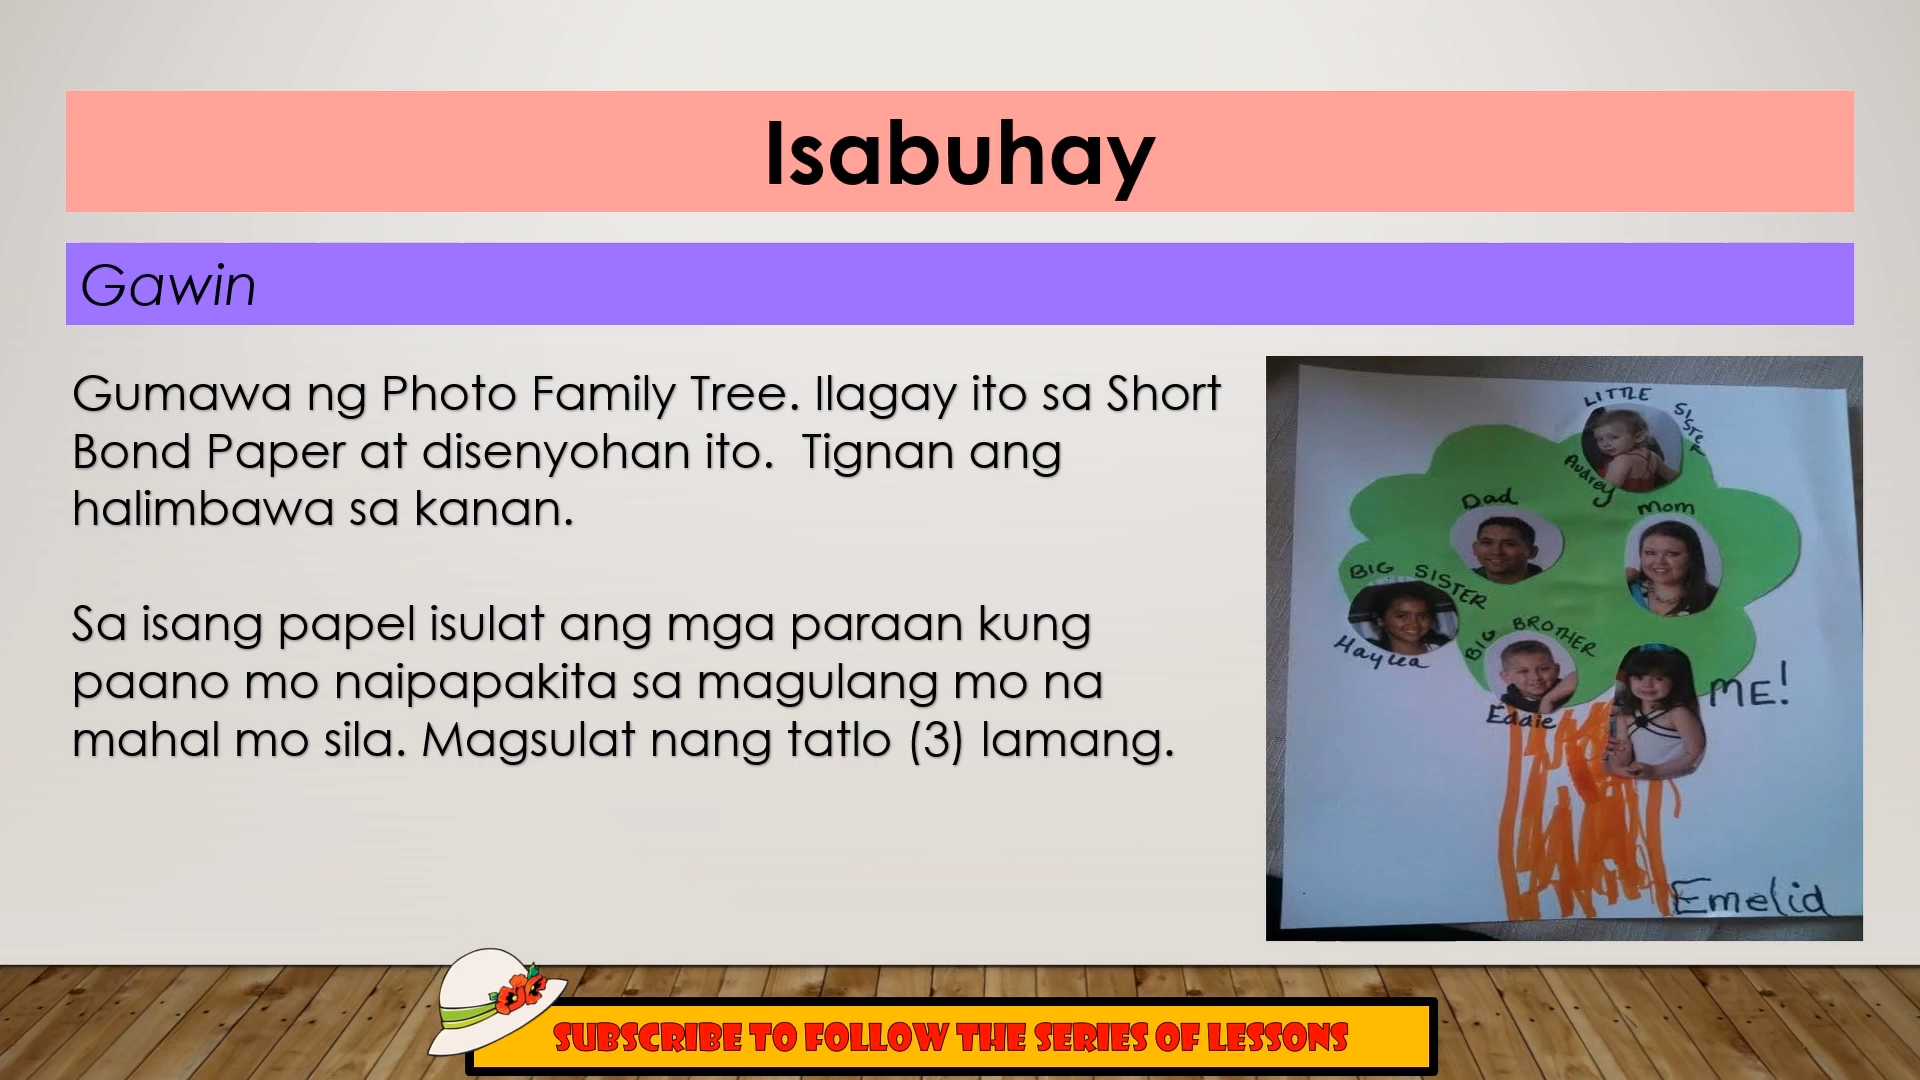 Isabuhay
Gawin
Gumawa ng Photo Family Tree. Ilagay ito sa Short
Bond Paper at disenyohan ito.  Tignan ang
halimbawa sa kanan.
Sa isang papel isulat ang mga paraan kung
paano mo naipapakita sa magulang mo na
mahal mo sila. Magsulat nang tatlo (3) lamang.
LITTLE SISTER
Audrey
Dad
Mom
BIG SISTER
Haylea
BIG BROTHER
Eddie
ME!
Emelid
SUBSCRIBE TO FOLLOW THE SERIES OF LESSONS